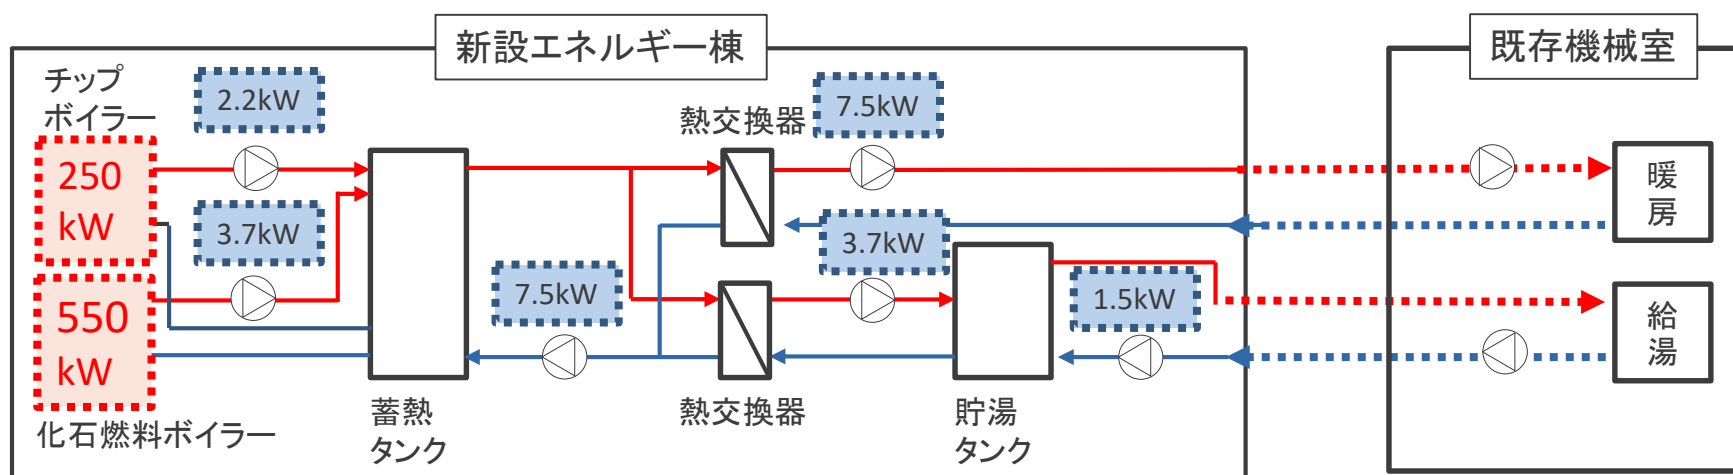 新設エネルギー棟
既存機械室
チップ
ボイラー
2.2kW
熱交換器
7.5kW
250
kW
3.7kW
暖
房
3.7kW
550
kW
7.5kW
1.5kW
給
湯
化石燃料ボイラー
蓄熱
タンク
熱交換器
貯湯
タンク